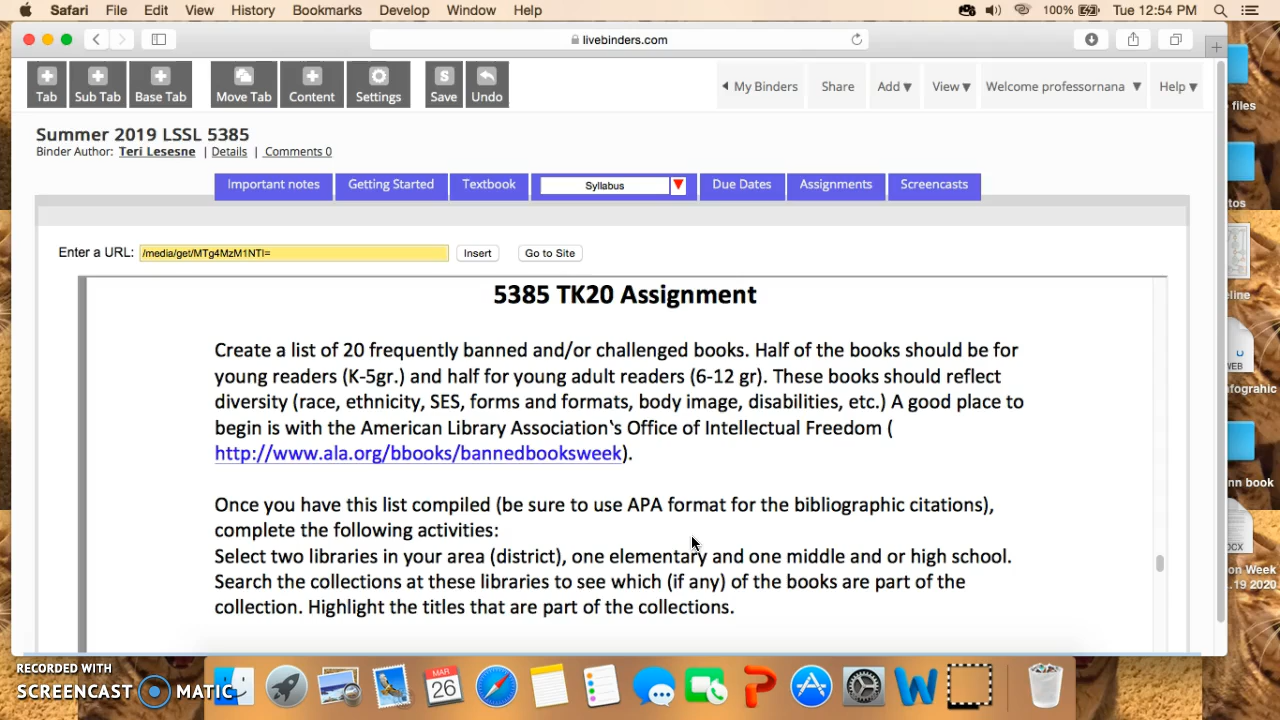 Safari File Edit View History Bookmarks Develop Window Help 100% Tue 12:54 PM
livebinders.com
Tab Sub Tab Base Tab Move Tab Content Settings Save Undo My Binders Share Add▼ View▼ Welcome professornana ▼ Help▼
files
Summer 2019 LSSL 5385
Binder Author: Teri Lesesne | Details | Comments 0
Important notes Getting Started Textbook Syllabus Due Dates Assignments Screencasts
tos
Enter a URL: /media/get/MTg4MzM1NTI= Insert Go to Site
5385 TK20 Assignment
eline
Create a list of 20 frequently banned and/or challenged books. Half of the books should be for
young readers (K-5gr.) and half for young adult readers (6-12 gr). These books should reflect
WEB
diversity (race, ethnicity, SES, forms and formats, body image, disabilities, etc.) A good place to
begin is with the American Library Association's Office of Intellectual Freedom (
http://www.ala.org/bbooks/bannedbooksweek).
nfograhic
nn book
Once you have this list compiled (be sure to use APA format for the bibliographic citations),
complete the following activities:
Select two libraries in your area (district), one elementary and one middle and or high school.
OCX
Search the collections at these libraries to see which (if any) of the books are part of the
collection. Highlight the titles that are part of the collections.
on Week
.19 2020
RECORDED WITH
SCREENCAST MATIC
MAR
26